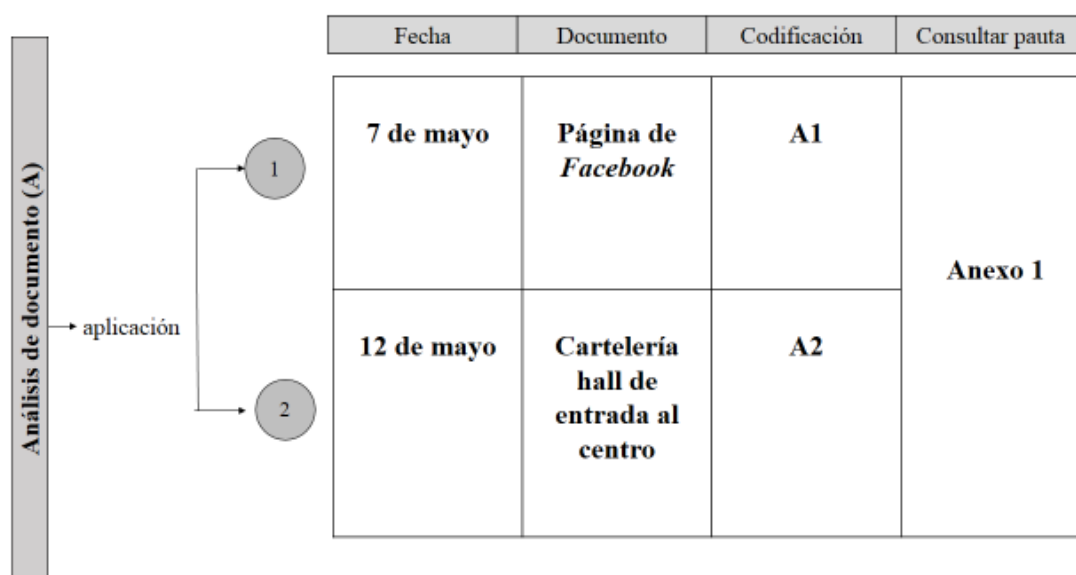 Fecha Documento Codificación Consultar pauta
Análisis de documento (A)
aplicación
1
7 de mayo
Página de
Facebook
A1
Anexo 1
2
12 de mayo
Cartelería
hall de
entrada al
centro
A2